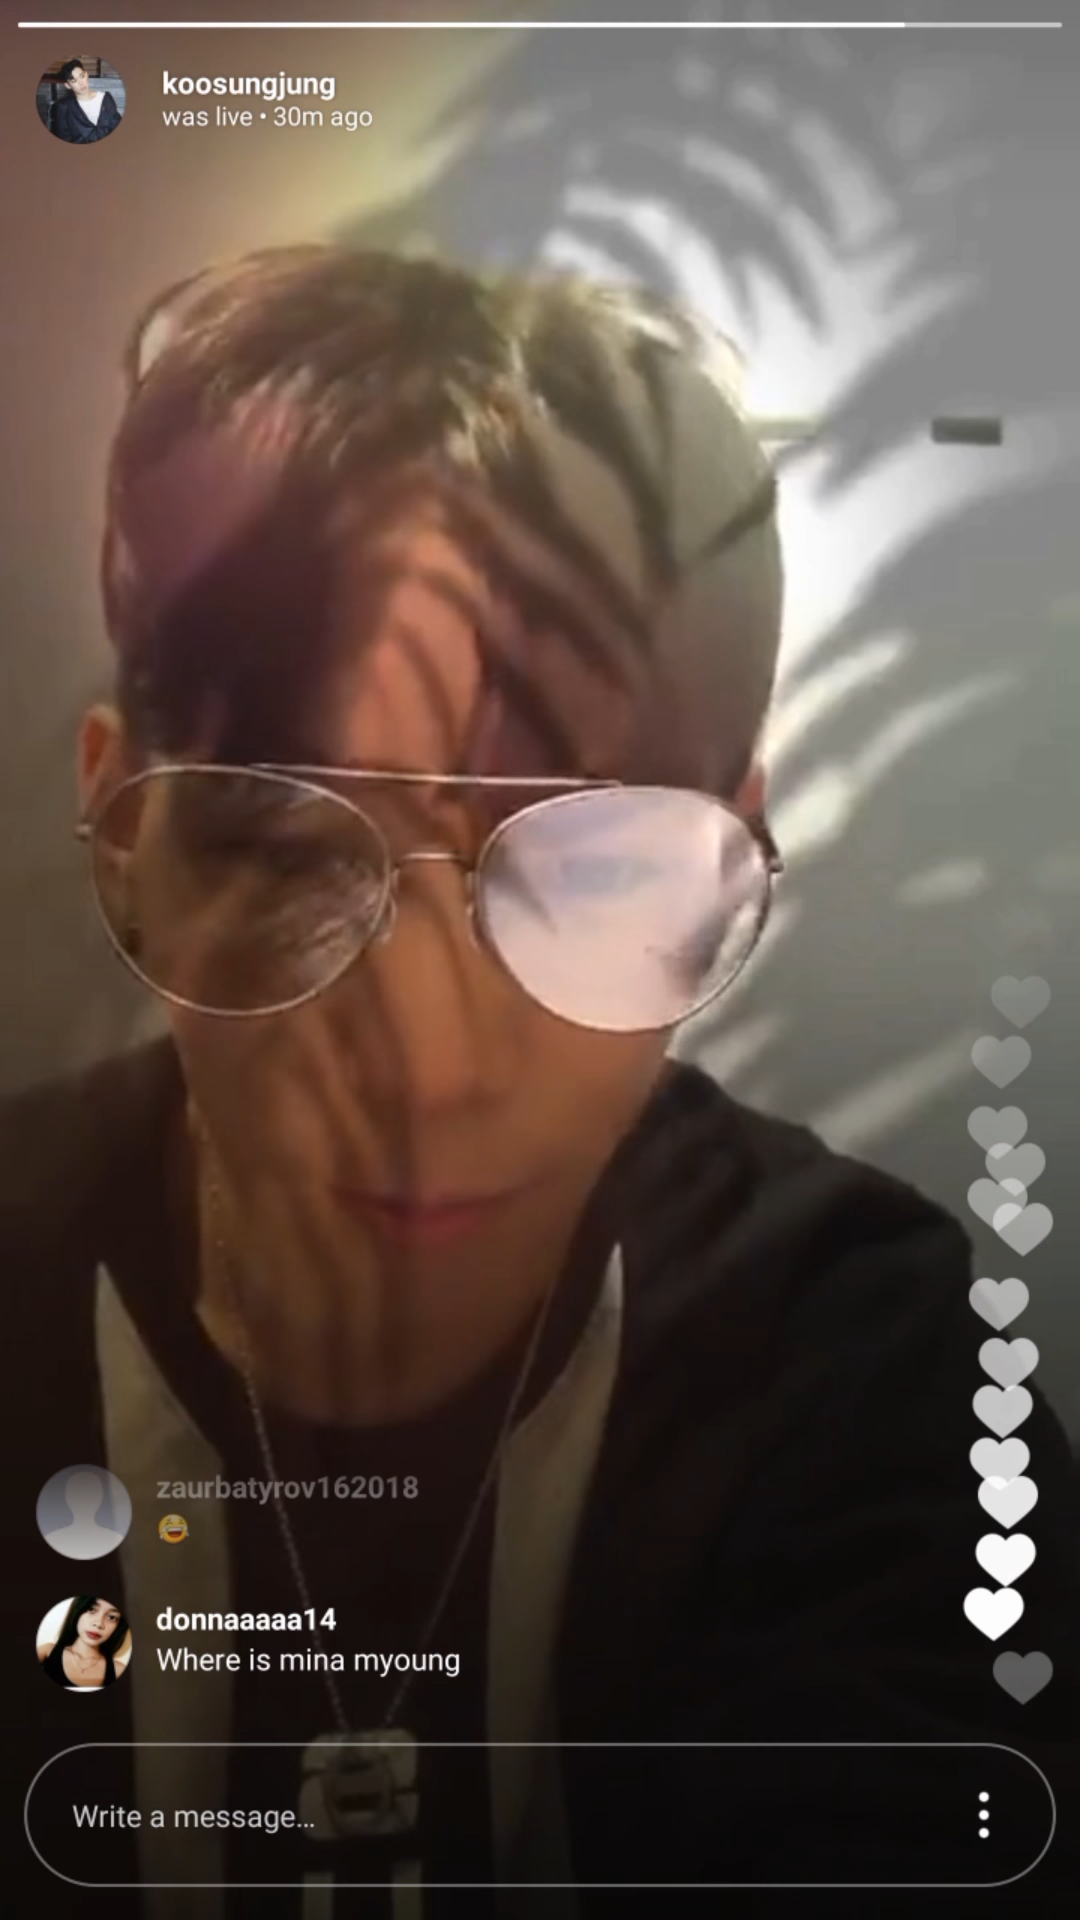 koosungjung
was live • 30m ago
zaurbatyrov162018
😂
donnaaaaa14
Where is mina myoung
Write a message...